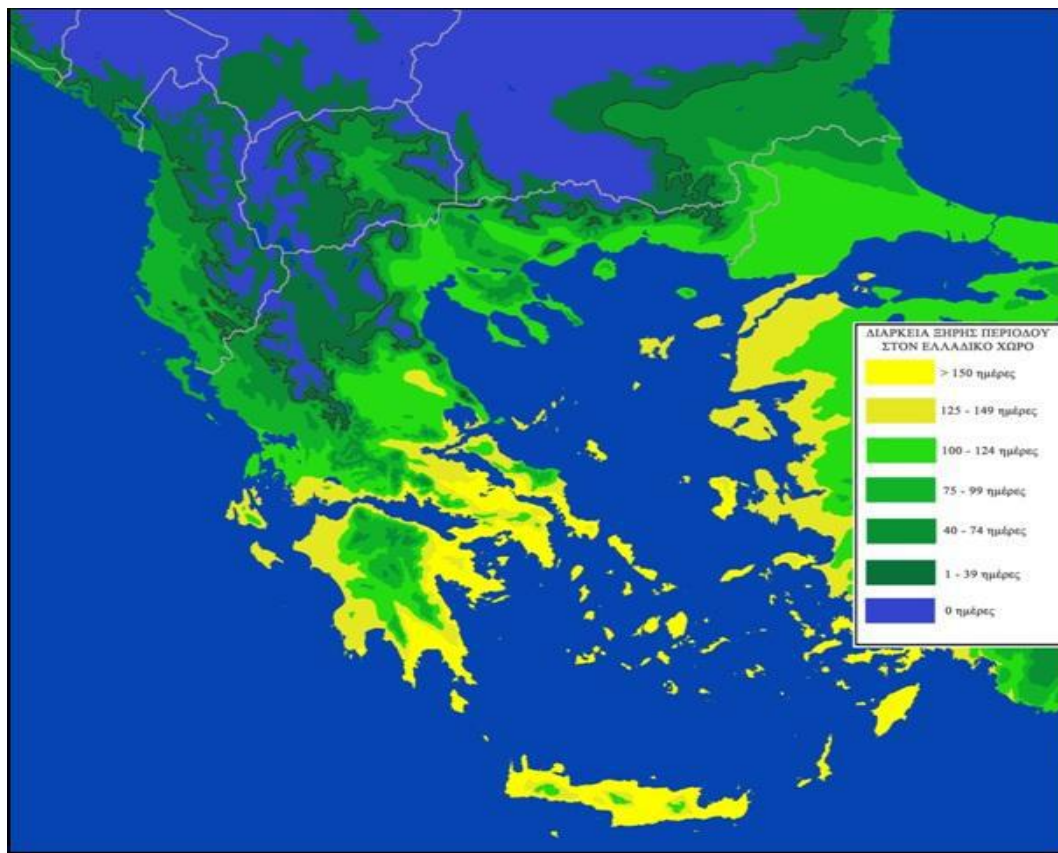 ΔΙΑΡΚΕΙΑ ΞΗΡΗΣ ΠΕΡΙΟΔΟΥ
ΣΤΟΝ ΕΛΛΑΔΙΚΟ ΧΩΡΟ
> 150 ημέρες
125 - 149 ημέρες
100 - 124 ημέρες
75 - 99 ημέρες
40 - 74 ημέρες
1 - 39 ημέρες
0 ημέρες